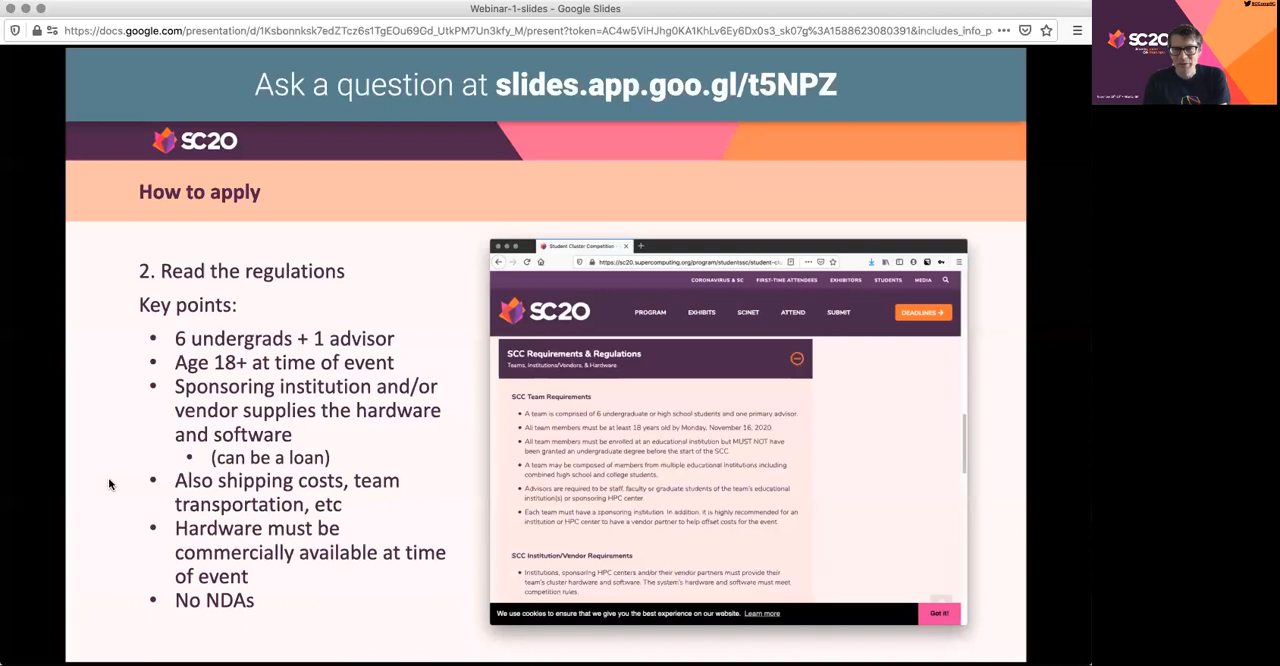 Webinar-1-slides - Google Slides
https://docs.google.com/presentation/d/1Ksbonnksk7edZTcz6s1TgEOu69Gd_UtkPM7Un3kfy_M/present?token=AC4w5ViHJhg0KA1KhLv6Ey6Dx0s3_sk07g%3A1588623080391&includes_info_p
Ask a question at slides.app.goo.gl/t5NPZ
SC20
How to apply
2. Read the regulations
Key points:
• 6 undergrads + 1 advisor
• Age 18+ at time of event
• Sponsoring institution and/or
vendor supplies the hardware
and software
• (can be a loan)
• Also shipping costs, team
transportation, etc
• Hardware must be
commercially available at time
of event
• No NDAs
Student Cluster Competition
https://sc20.supercomputing.org/program/studentssc/student-clu
CORONAVIRUS & SC FIRST-TIME ATTENDEES EXHIBITORS STUDENTS MEDIA
SC20 PROGRAM EXHIBITS SCINET ATTEND SUBMIT DEADLINES →
SCC Requirements & Regulations
Teams, Institutions/Vendors, & Hardware
SCC Team Requirements
• A team is comprised of 6 undergraduate or high school students and one primary advisor.
• All team members must be at least 18 years old by Monday, November 16, 2020.
• All team members must be enrolled at an educational institution but MUST NOT have
been granted an undergraduate degree before the start of the SCC.
• A team may be composed of members from multiple educational institutions including
combined high school and college students.
• Advisors are required to be staff, faculty or graduate students of the team's educational
institution(s) or sponsoring HPC center.
• Each team must have a sponsoring institution. In addition, it is highly recommended for an
institution or HPC center to have a vendor partner to help offset costs for the event.
SCC Institution/Vendor Requirements
• Institutions, sponsoring HPC centers and/or their vendor partners must provide their
team's cluster hardware and software. The system's hardware and software must meet
competition rules.
We use cookies to ensure that we give you the best experience on our website. Learn more
Got it!
SC20